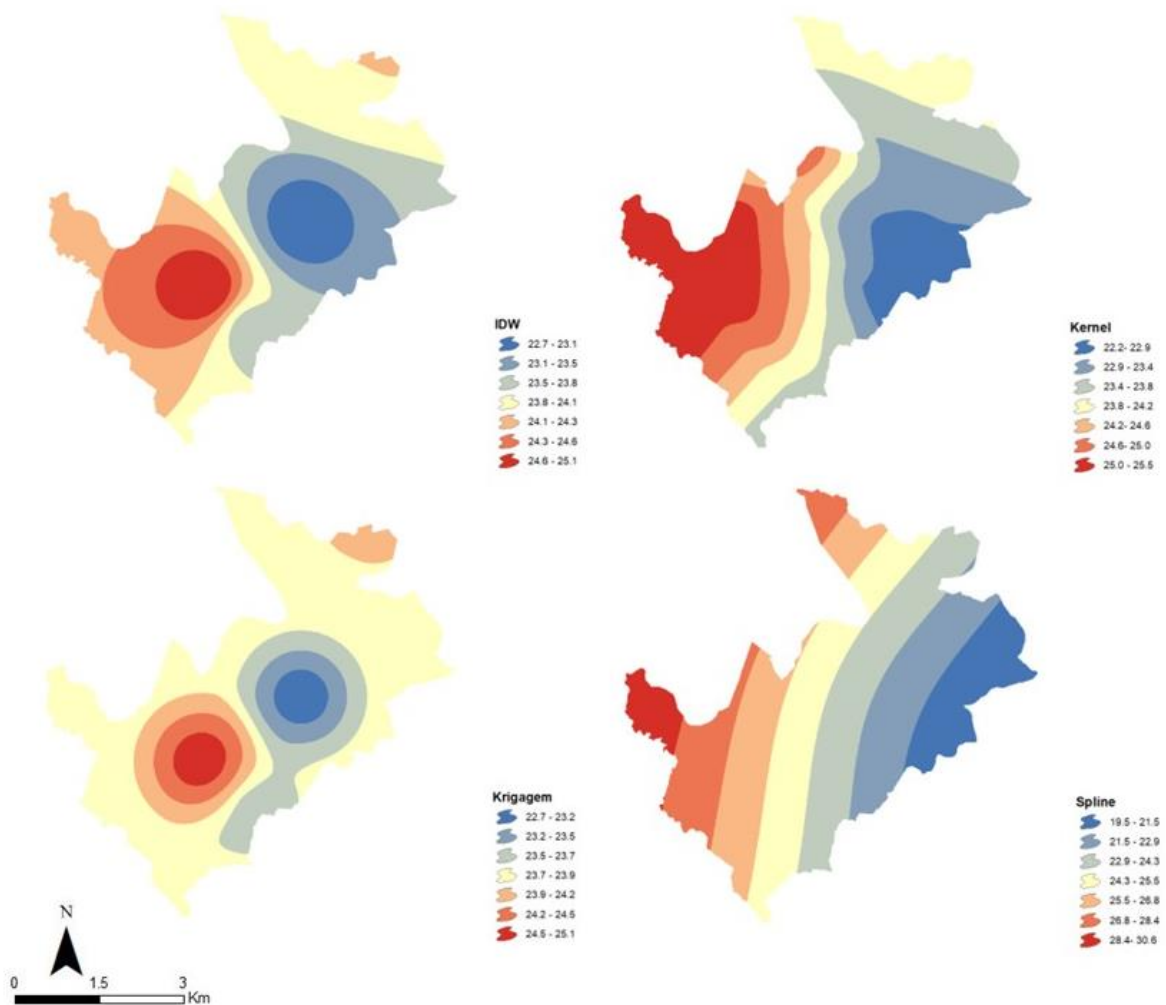 IDW
22.7 - 23.1
23.1 - 23.5
23.5 - 23.8
23.8 - 24.1
24.1 - 24.3
24.3 - 24.6
24.6 - 25.1
Kernel
22.2- 22.9
22.9 - 23.4
23.4 - 23.8
23.8 - 24.2
24.2- 24.6
24.6- 25.0
25.0 - 25.5
Krigagem
22.7 - 23.2
23.2 - 23.5
23.5 - 23.7
23.7 - 23.9
23.9 - 24.2
24.2 - 24.5
24.5 - 25.1
Spline
19.5 - 21.5
21.5 - 22.9
22.9 - 24.3
24.3 - 25.5
25.5 - 26.8
26.8 - 28.4
28.4- 30.6
N
0 1.5 3
Km